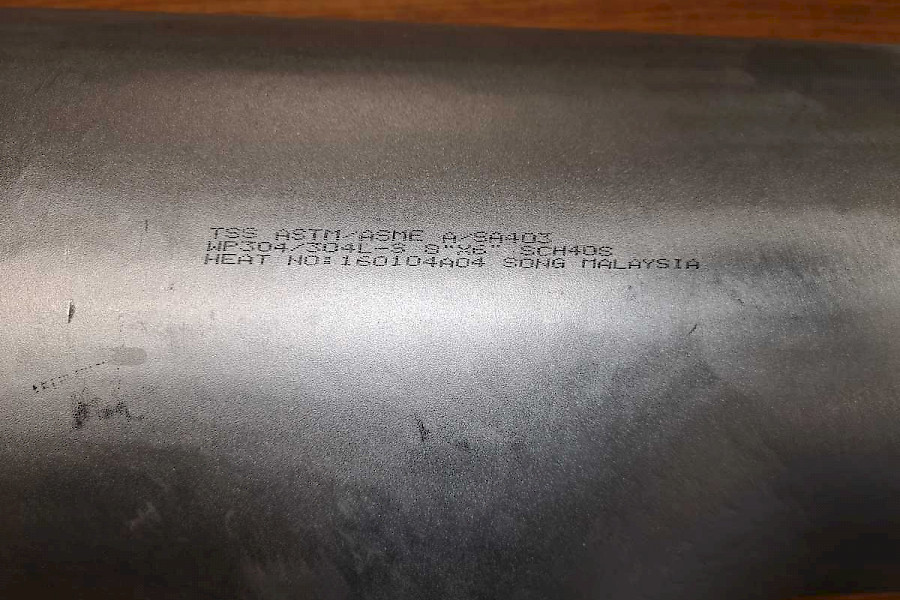 TSS ASTM/ASME A/SA403
WP304/304L-S 8"X6" SCH40S
HEAT NO:160104A04 SONG MALAYSIA